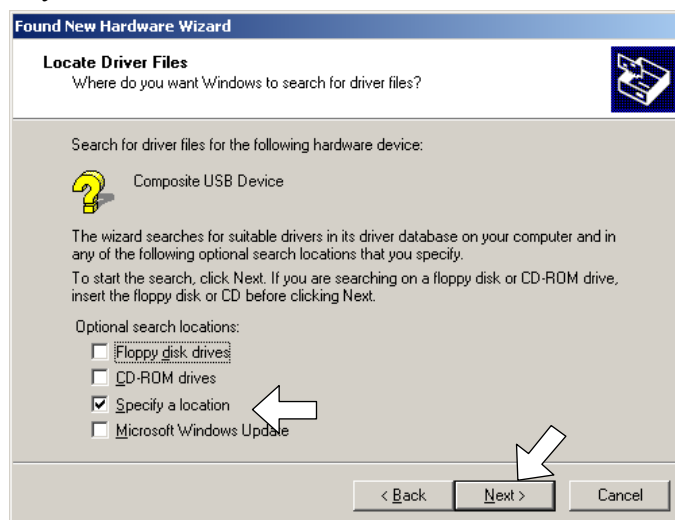 Found New Hardware Wizard
Locate Driver Files
Where do you want Windows to search for driver files?
Search for driver files for the following hardware device:
Composite USB Device
The wizard searches for suitable drivers in its driver database on your computer and in
any of the following optional search locations that you specify.
To start the search, click Next. If you are searching on a floppy disk or CD-ROM drive,
insert the floppy disk or CD before clicking Next.
Optional search locations:
Floppy disk drives
CD-ROM drives
Specify a location
Microsoft Windows Update
< Back Next > Cancel